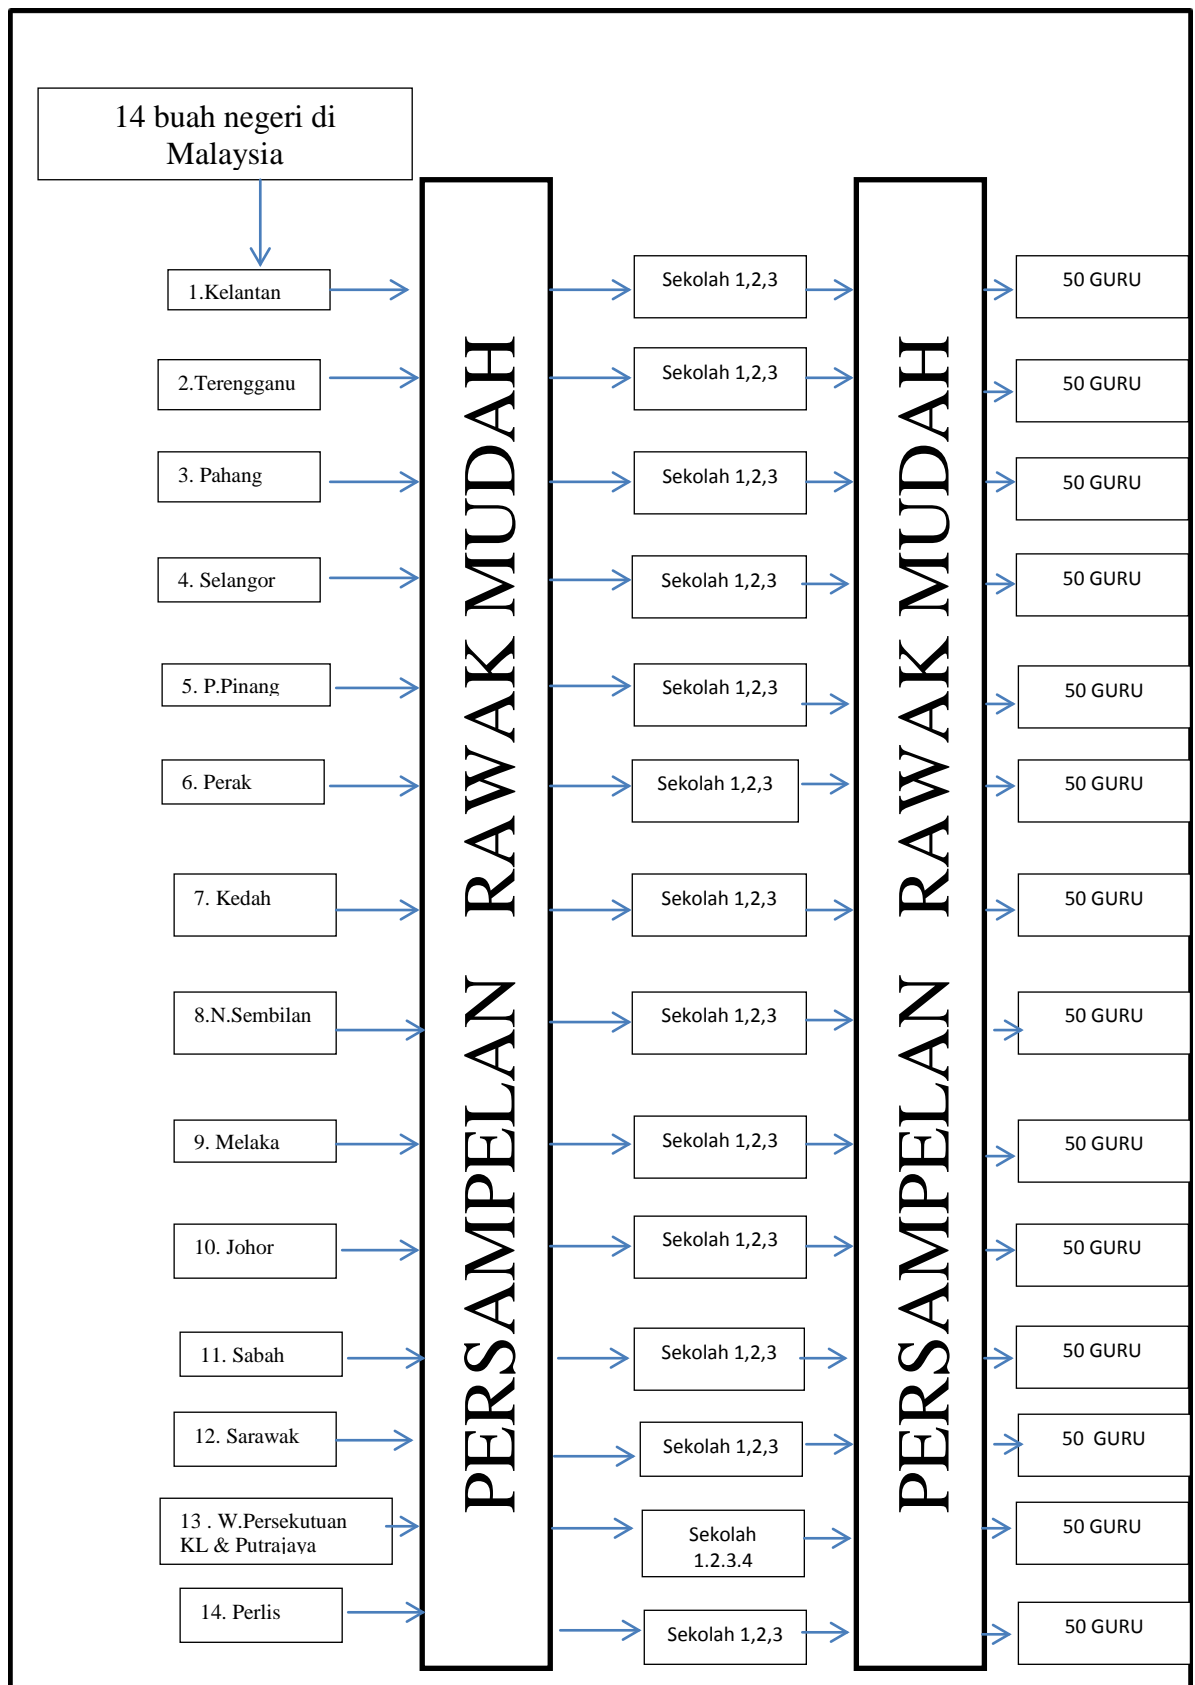 14 buah negeri di
Malaysia
PERSAMPELAN RAWAK MUDAH
PERSAMPELAN RAWAK MUDAH
1.Kelantan
Sekolah 1,2,3
50 GURU
2.Terengganu
Sekolah 1,2,3
50 GURU
3. Pahang
Sekolah 1,2,3
50 GURU
4. Selangor
Sekolah 1,2,3
50 GURU
5. P.Pinang
Sekolah 1,2,3
50 GURU
6. Perak
Sekolah 1,2,3
50 GURU
7. Kedah
Sekolah 1,2,3
50 GURU
8.N.Sembilan
Sekolah 1,2,3
50 GURU
9. Melaka
Sekolah 1,2,3
50 GURU
10. Johor
Sekolah 1,2,3
50 GURU
11. Sabah
Sekolah 1,2,3
50 GURU
12. Sarawak
Sekolah 1,2,3
50 GURU
13 . W.Persekutuan
KL & Putrajaya
Sekolah
1.2.3.4
50 GURU
14. Perlis
Sekolah 1,2,3
50 GURU